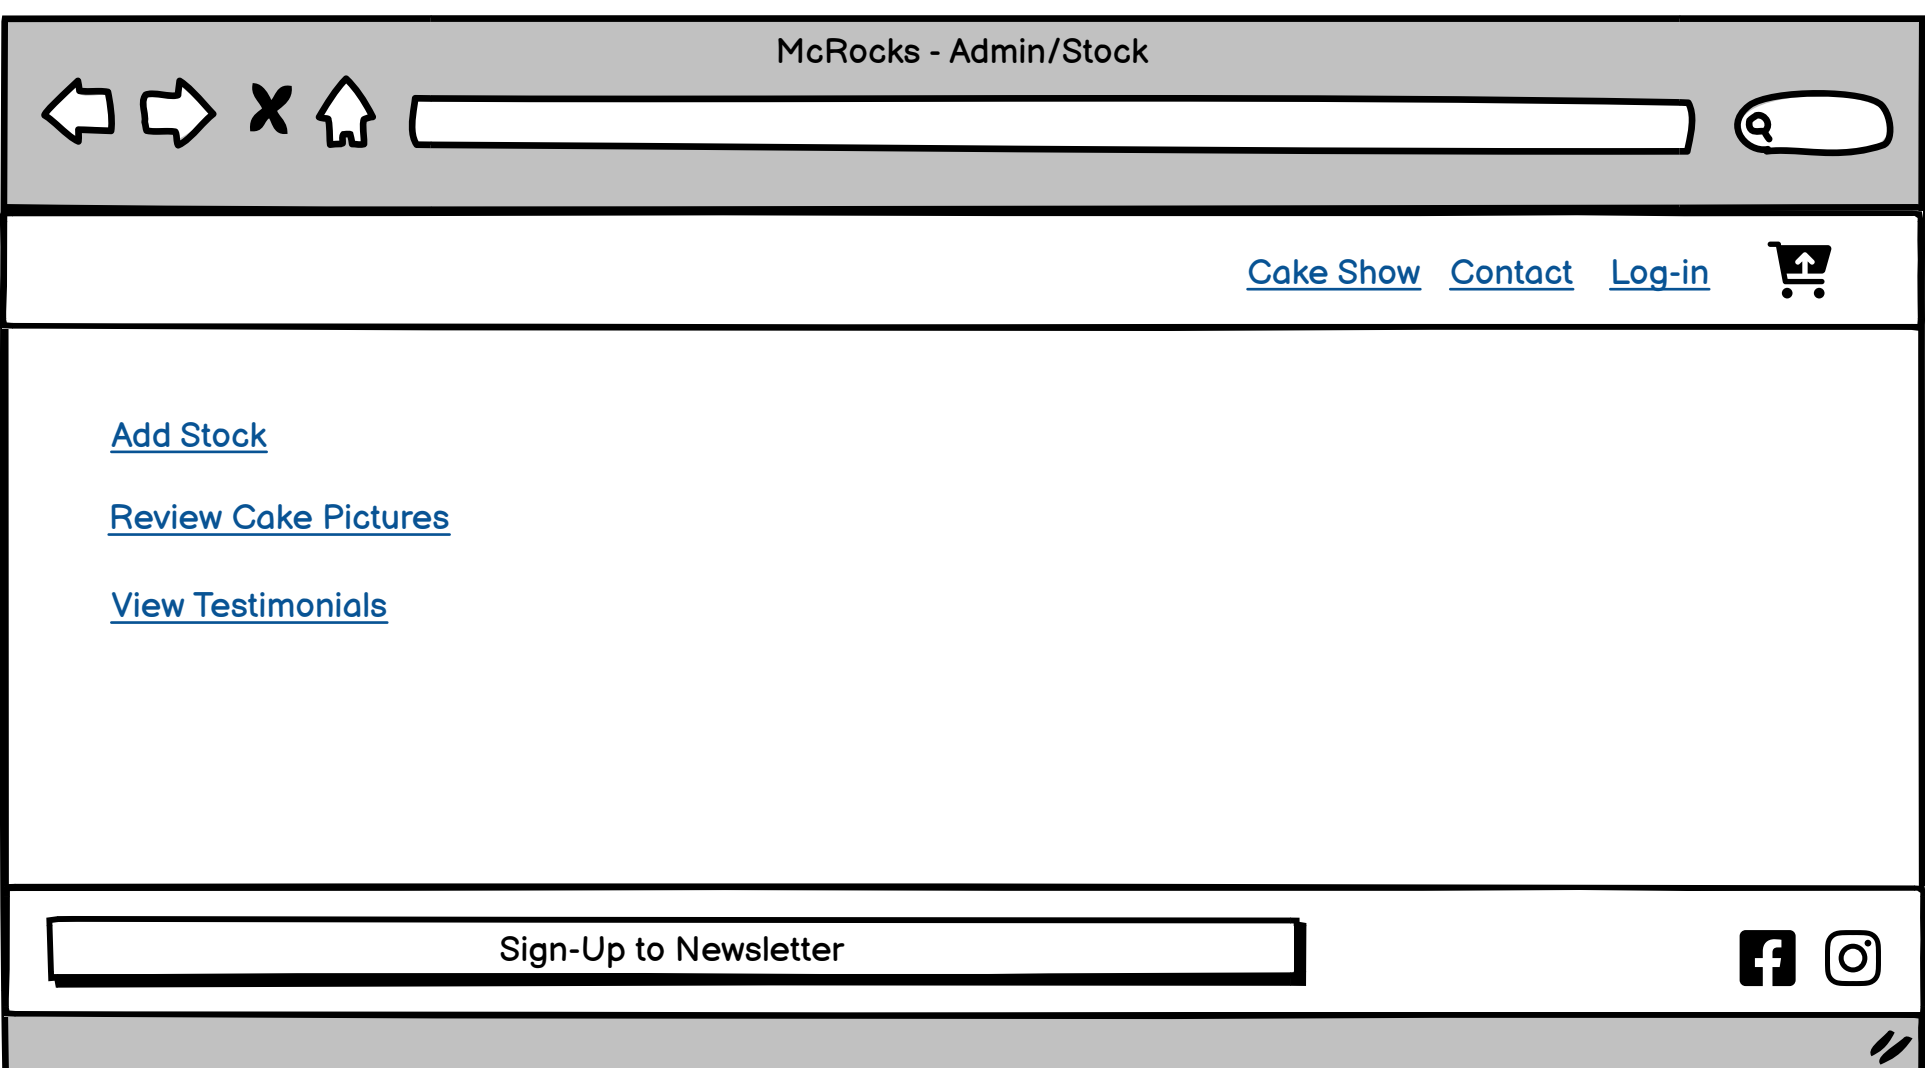 McRocks - Admin/Stock
Cake Show Contact Log-in
Add Stock
Review Cake Pictures
View Testimonials
Sign-Up to Newsletter